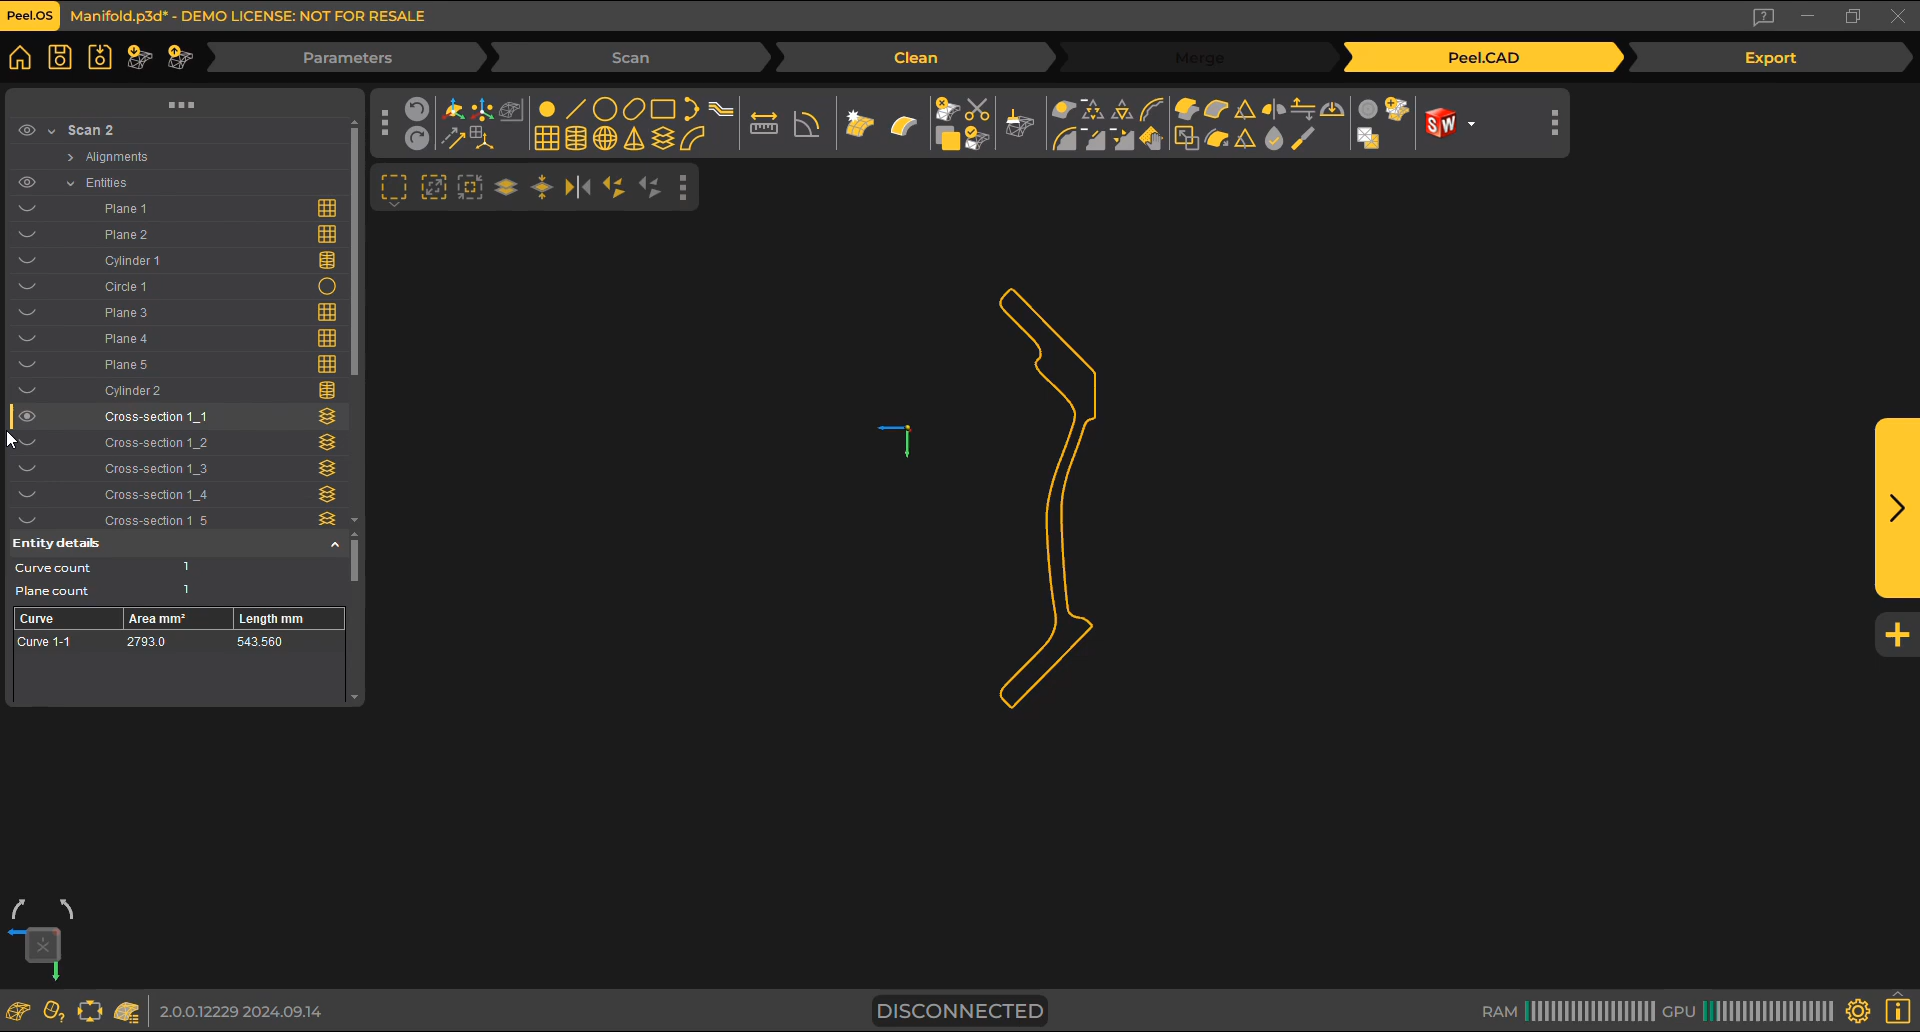 Peel.OS Manifold.p3d* - DEMO LICENSE: NOT FOR RESALE
Parameters Scan Clean Merge Peel.CAD Export
Scan 2
Alignments
Entities
Plane 1
Plane 2
Cylinder 1
Circle 1
Plane 3
Plane 4
Plane 5
Cylinder 2
Cross-section 1_1
Cross-section 1_2
Cross-section 1_3
Cross-section 1_4
Cross-section 1 5
Entity details
Curve count 1
Plane count 1
Curve Area mm² Length mm
Curve 1-1 2793.0 543.560
SW
2.0.0.12229 2024.09.14 DISCONNECTED RAM GPU